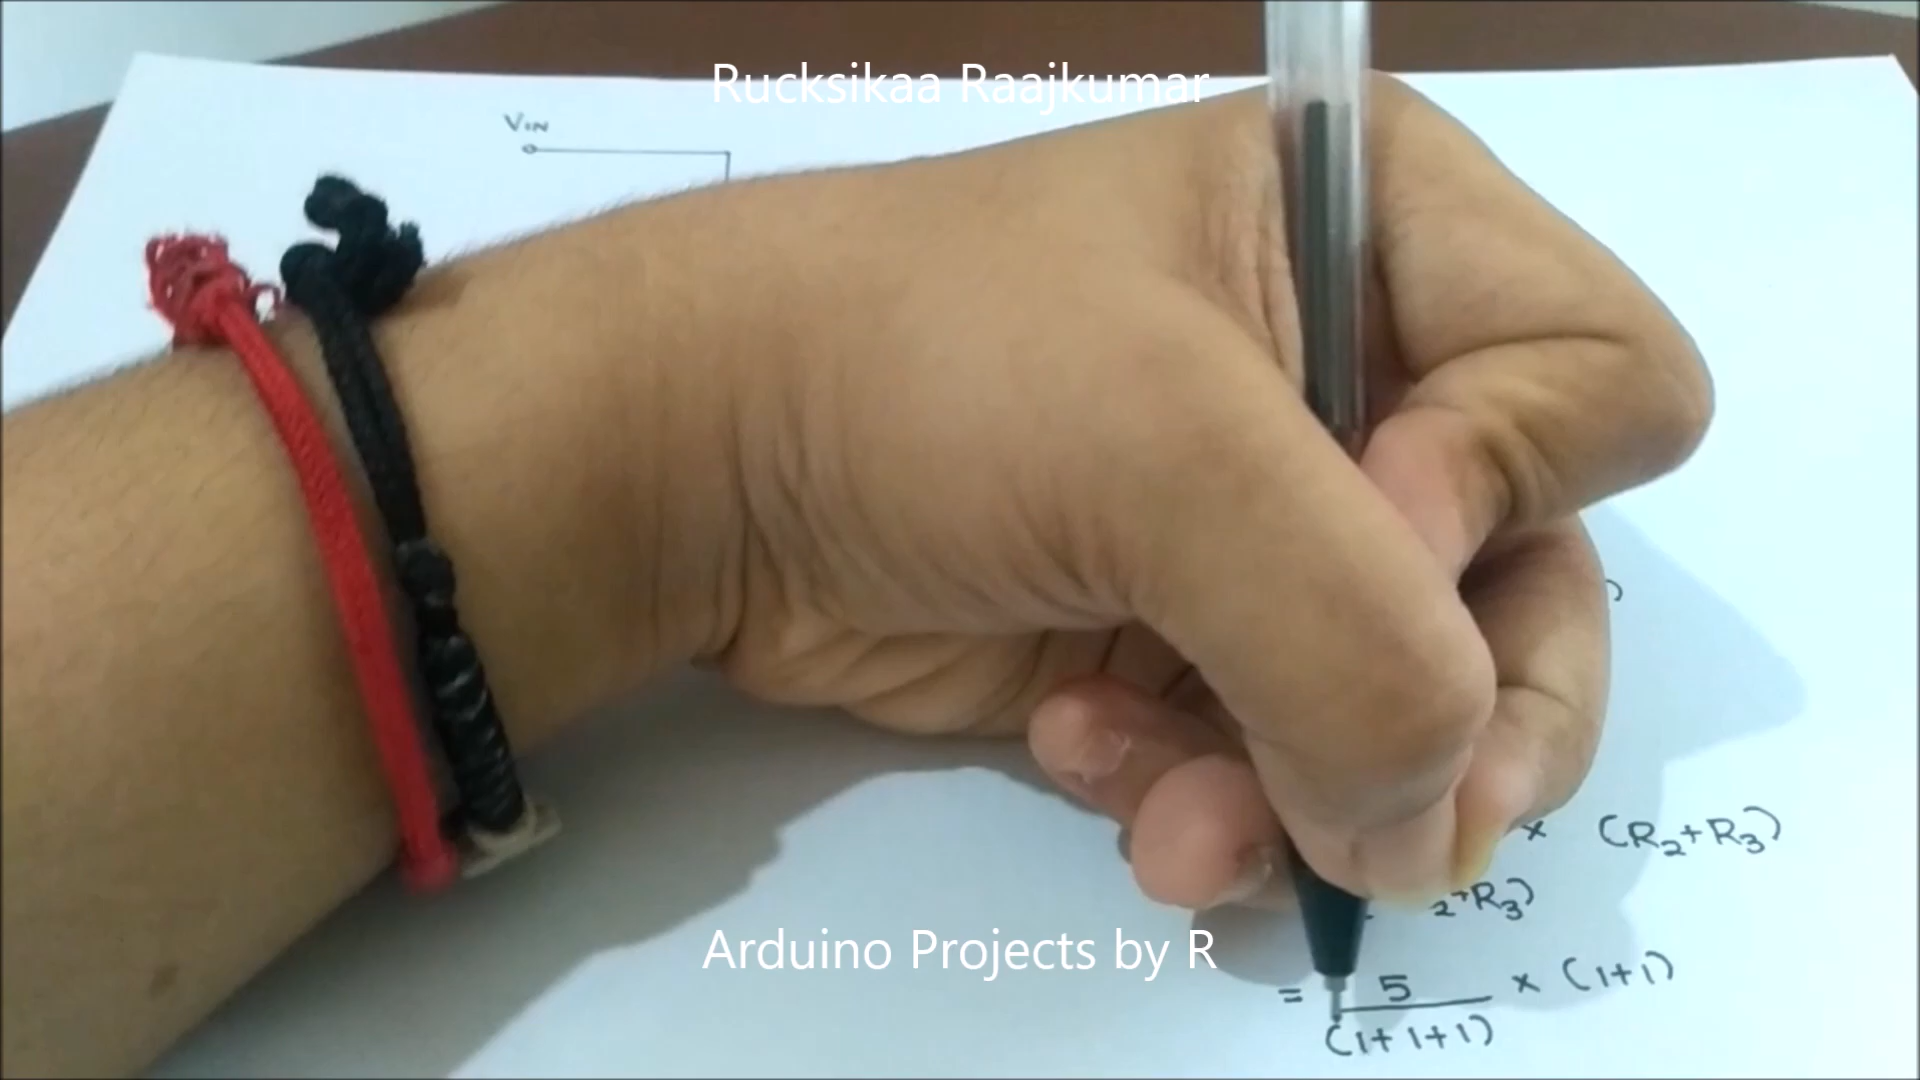 Rucksikaa Raajkumar
VIN
)
× (R₂+R₃)
₂+R₃)
Arduino Projects by R
= 5 × (1+1)
(1+1+1)